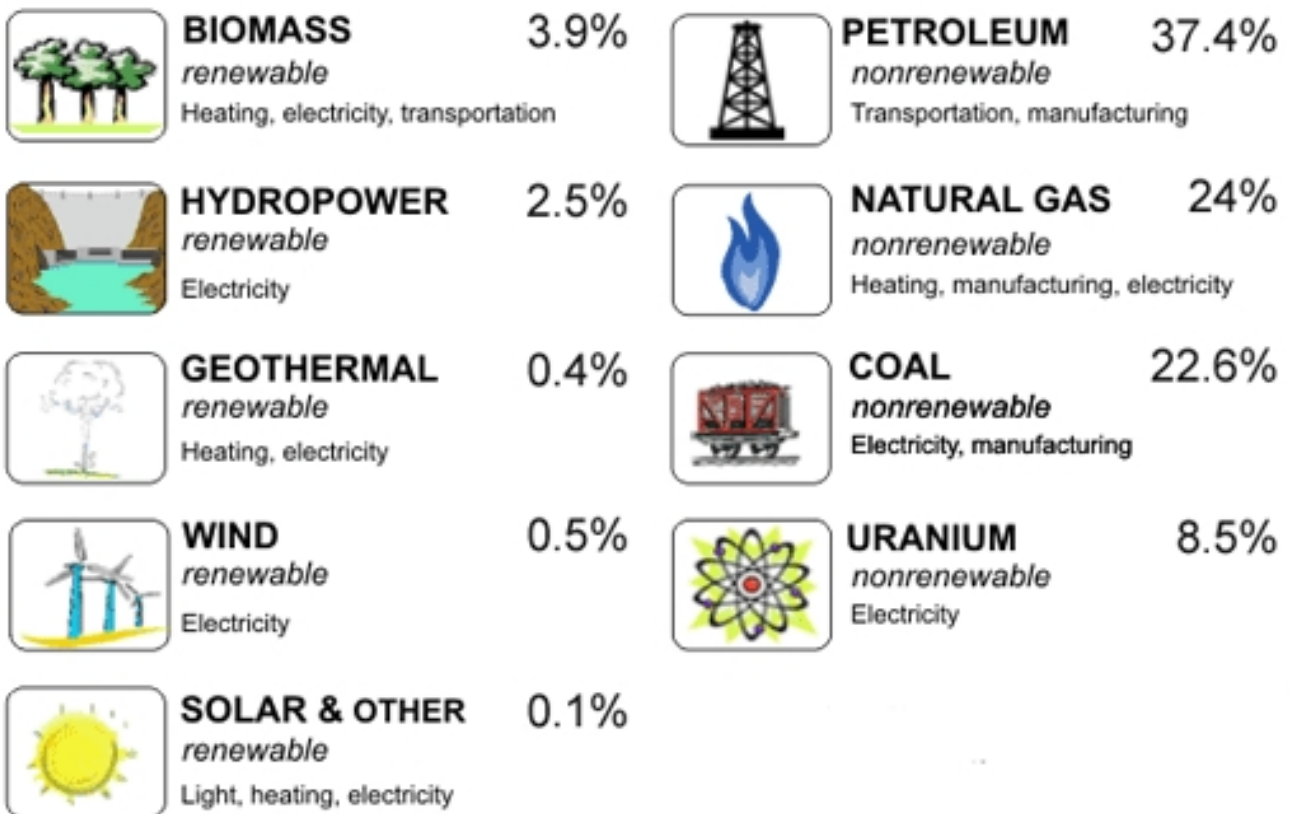 BIOMASS 3.9%
renewable
Heating, electricity, transportation
HYDROPOWER 2.5%
renewable
Electricity
GEOTHERMAL 0.4%
renewable
Heating, electricity
WIND 0.5%
renewable
Electricity
SOLAR & OTHER 0.1%
renewable
Light, heating, electricity
PETROLEUM 37.4%
nonrenewable
Transportation, manufacturing
NATURAL GAS 24%
nonrenewable
Heating, manufacturing, electricity
COAL 22.6%
nonrenewable
Electricity, manufacturing
URANIUM 8.5%
nonrenewable
Electricity